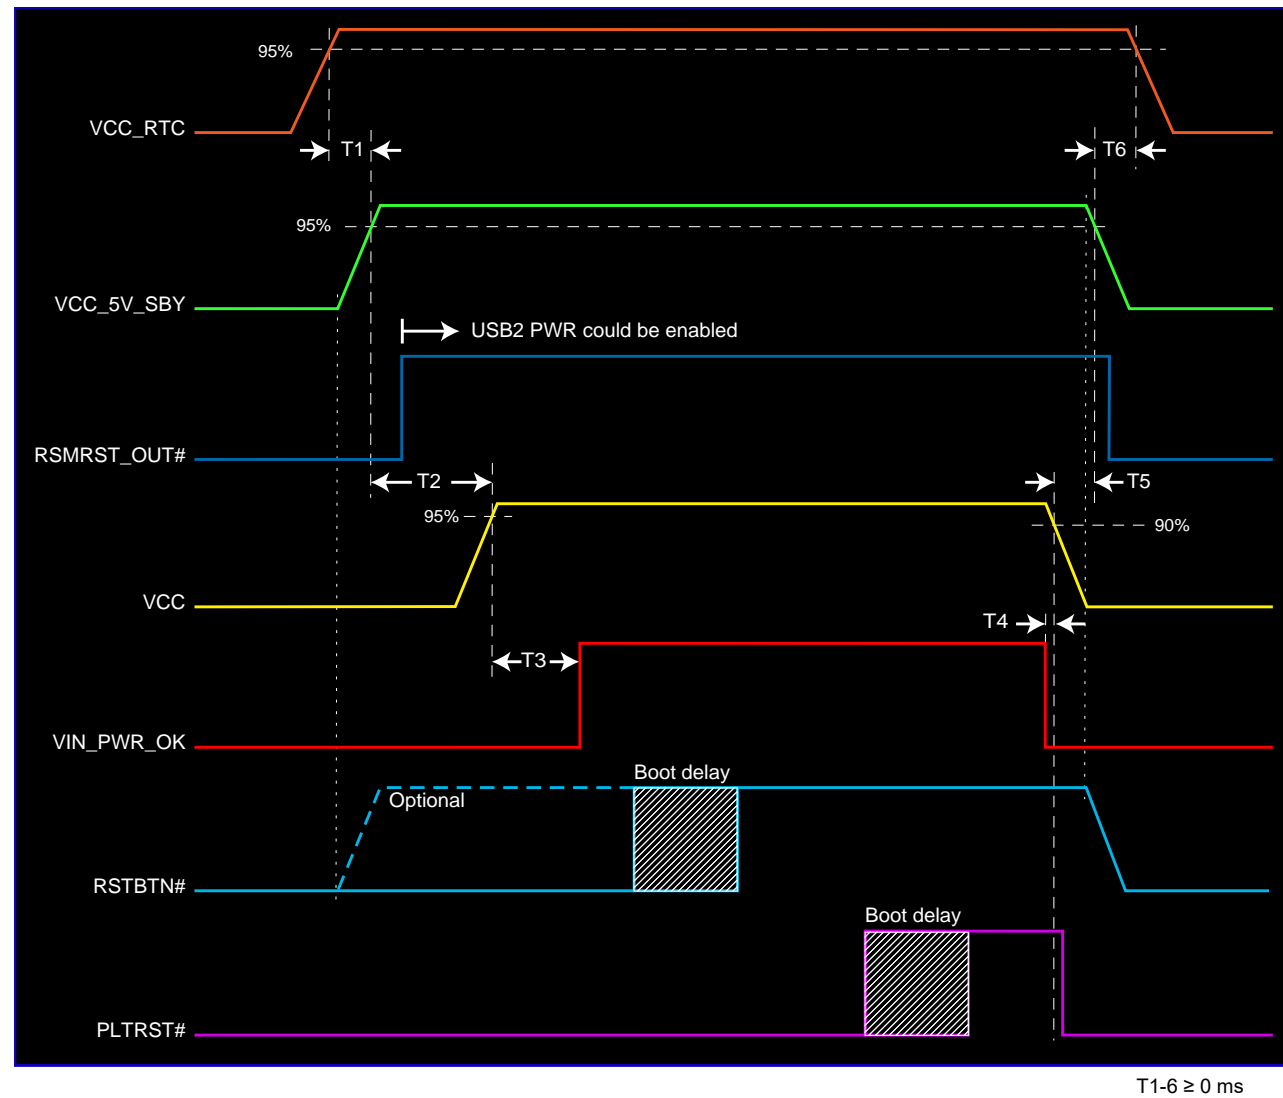 95%
VCC_RTC
T1
T6
95%
VCC_5V_SBY
USB2 PWR could be enabled
RSMRST_OUT#
T2
T5
95%
90%
VCC
T4
T3
VIN_PWR_OK
Boot delay
Optional
RSTBTN#
Boot delay
PLTRST#
T1-6 ≥ 0 ms